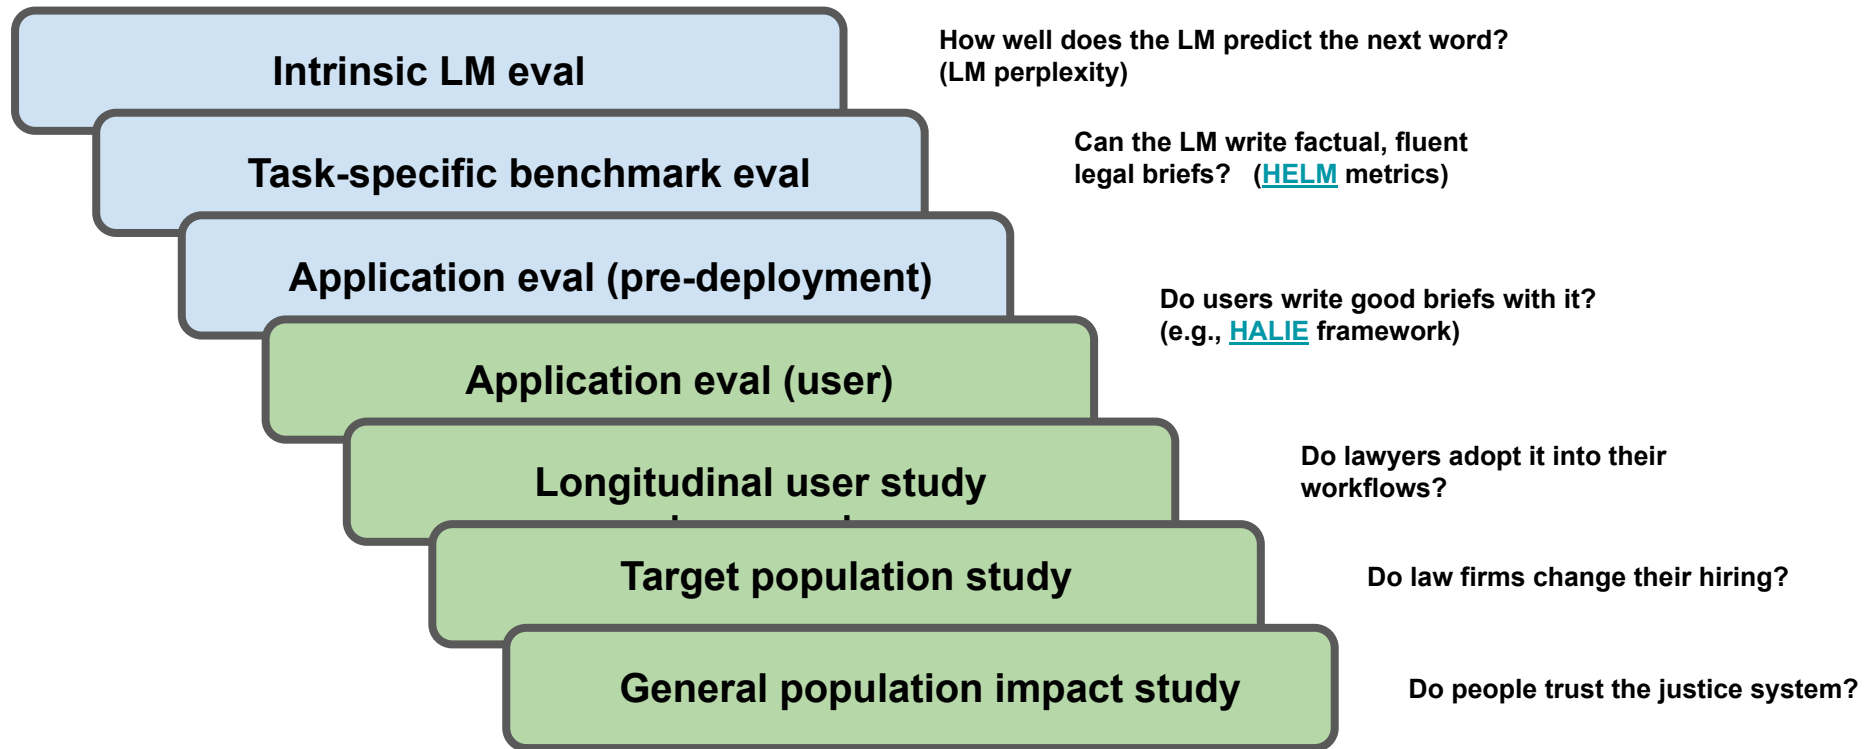 Intrinsic LM eval
How well does the LM predict the next word?
(LM perplexity)
Task-specific benchmark eval
Can the LM write factual, fluent
legal briefs? (HELM metrics)
Application eval (pre-deployment)
Do users write good briefs with it?
(e.g., HALIE framework)
Application eval (user)
Longitudinal user study
Do lawyers adopt it into their
workflows?
Target population study
Do law firms change their hiring?
General population impact study
Do people trust the justice system?